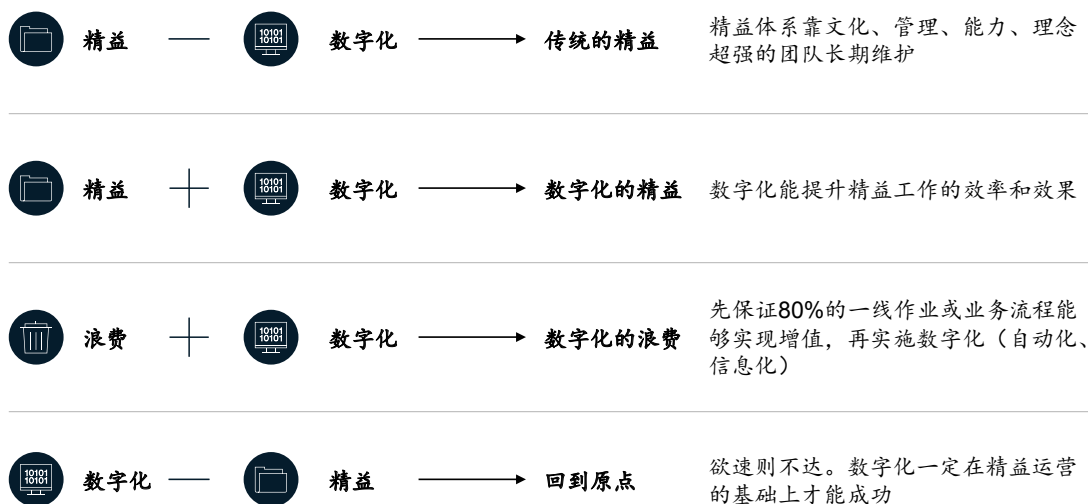 精益 — 数字化 → 传统的精益 精益体系靠文化、管理、能力、理念
超强的团队长期维护
精益 + 数字化 → 数字化的精益 数字化能提升精益工作的效率和效果
浪费 + 数字化 → 数字化的浪费 先保证80%的一线作业或业务流程能
够实现增值，再实施数字化（自动化、
信息化）
数字化 — 精益 → 回到原点 欲速则不达。数字化一定在精益运营
的基础上才能成功